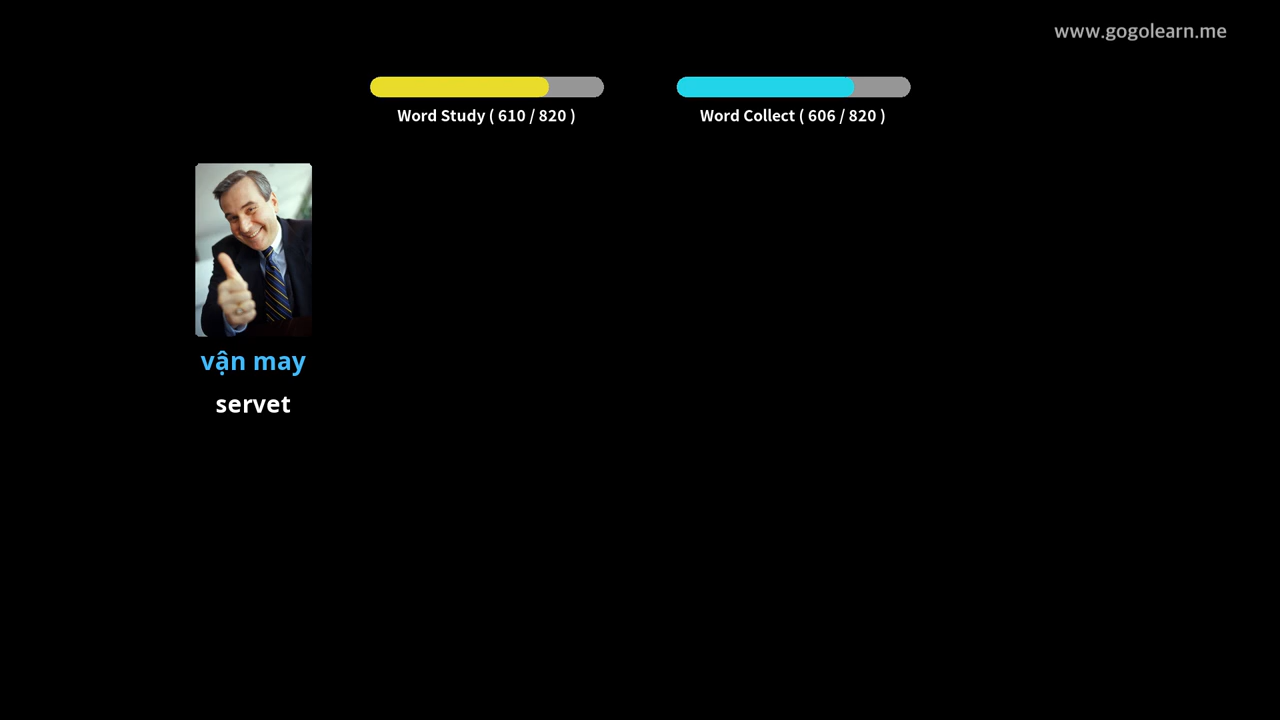 www.gogolearn.me
Word Study ( 610 / 820 )
Word Collect ( 606 / 820 )
vận may
servet